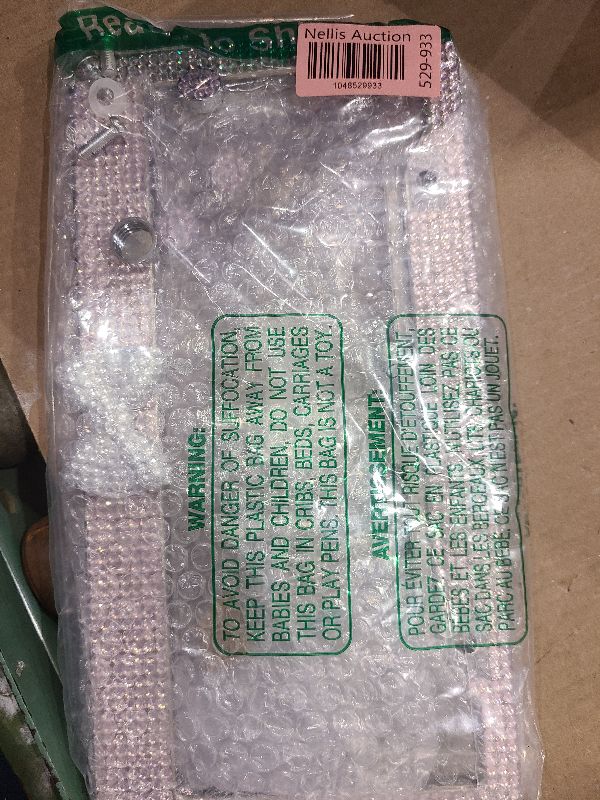 Ready to Sh
Nellis Auction
1048529933
529-933
WARNING:
TO AVOID DANGER OF SUFFOCATION,
KEEP THIS PLASTIC BAG AWAY FROM
BABIES AND CHILDREN, DO NOT USE
THIS BAG IN CRIBS, BEDS, CARRIAGES
OR PLAY PENS. THIS BAG IS NOT A TOY.
AVERTISSEMENT:
POUR EVITER TOUT RISQUE D'ETOUFFEMENT,
GARDEZ CE SAC EN PLASTIQUE LOIN DES
BEBES ET LES ENFANTS. N'UTILISEZ PAS CE
SAC DANS LES BERCEAUX, LITS, CHARIOTS OU
PARC AU BEBE. CE SAC N'EST PAS UN JOUET.